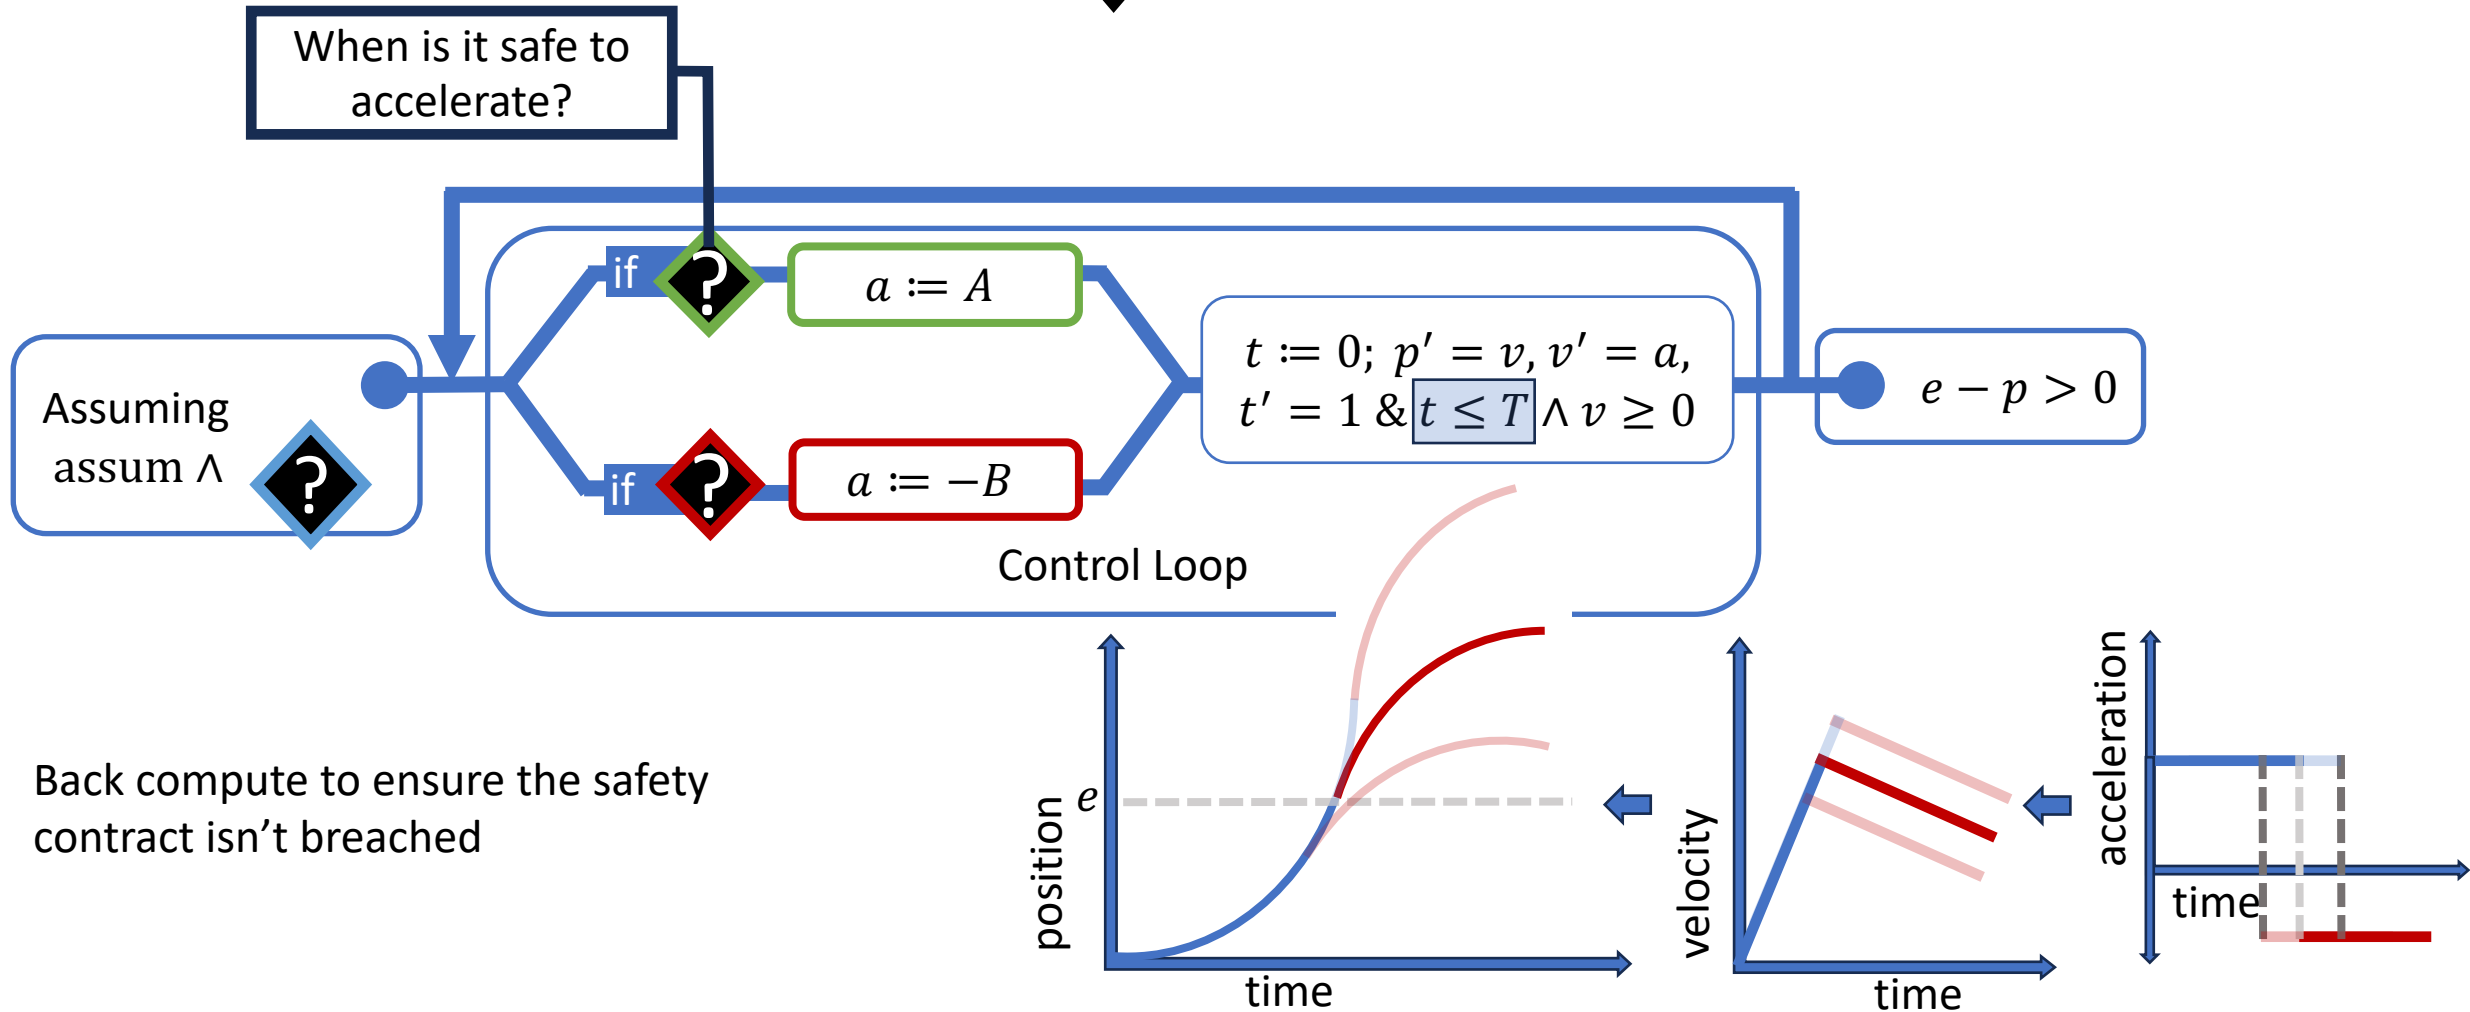 When is it safe to
accelerate?
if
?
a ≔ A
t ≔ 0; p′ = v, v′ = a,
t′ = 1 & t ≤ T ∧ v ≥ 0
e − p > 0
Assuming
assum ∧
?
if
?
a ≔ −B
Control Loop
Back compute to ensure the safety
contract isn’t breached
position
e
time
velocity
time
acceleration
time